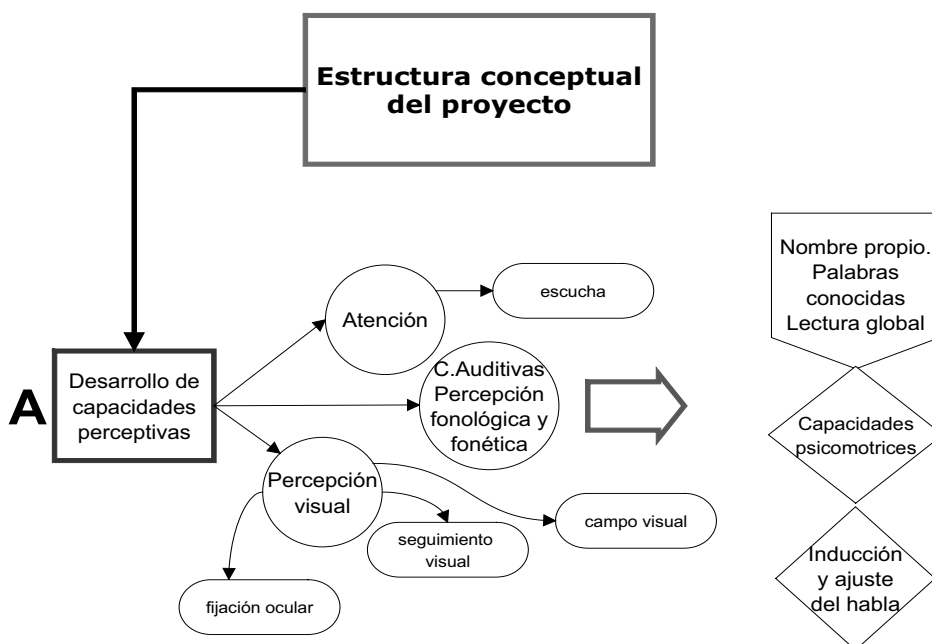 Estructura conceptual
del proyecto
A
Desarrollo de
capacidades
perceptivas
Atención
escucha
C.Auditivas
Percepción
fonológica y
fonética
Percepción
visual
campo visual
seguimiento
visual
fijación ocular
Nombre propio.
Palabras
conocidas
Lectura global
Capacidades
psicomotrices
Inducción
y ajuste
del habla